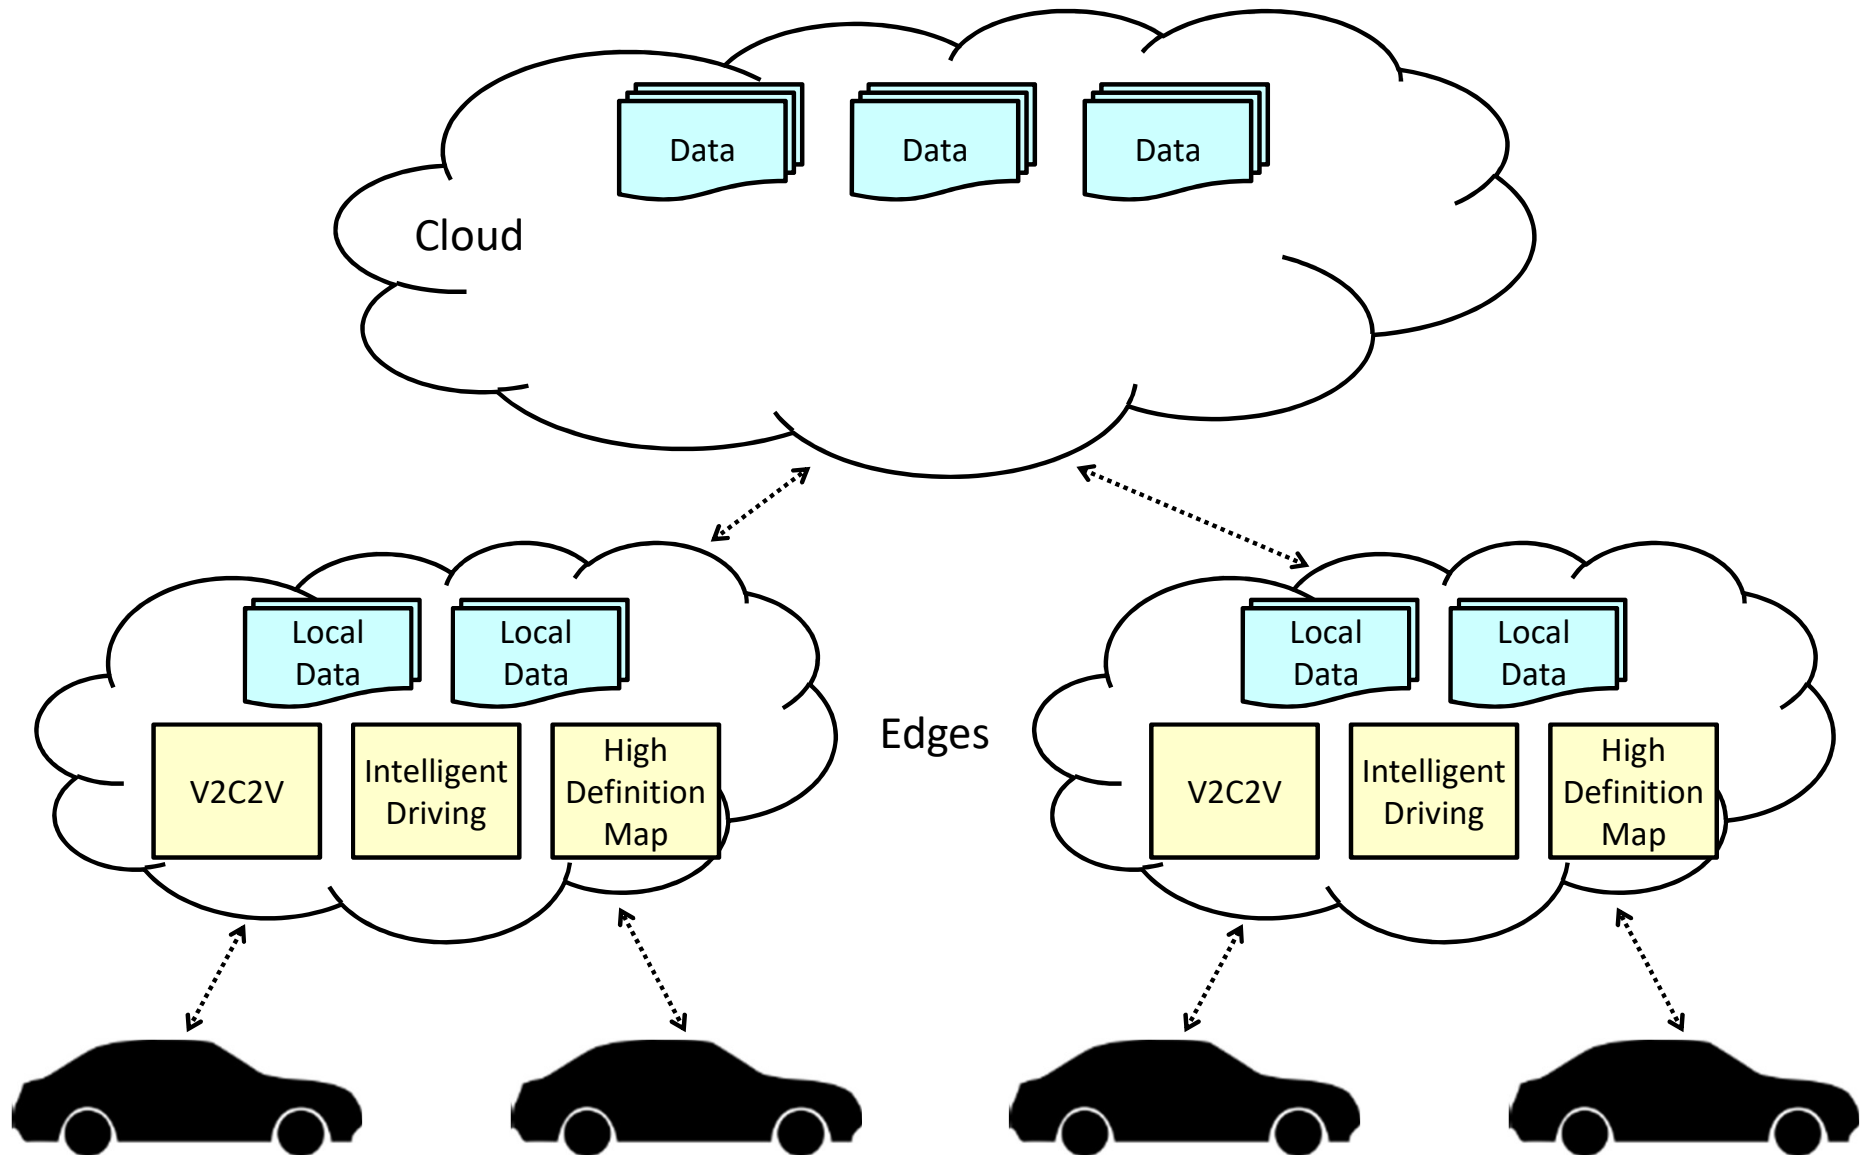 Data
Data
Data
Cloud
Local
Data
Local
Data
Local
Data
Local
Data
Edges
V2C2V
Intelligent
Driving
High
Definition
Map
V2C2V
Intelligent
Driving
High
Definition
Map